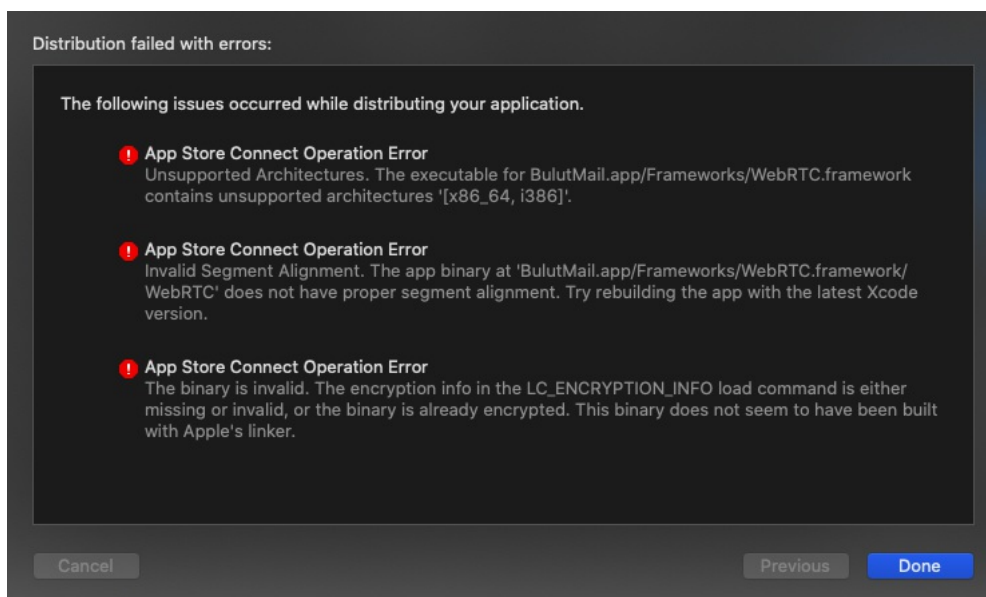 Distribution failed with errors:
The following issues occurred while distributing your application.
App Store Connect Operation Error
Unsupported Architectures. The executable for BulutMail.app/Frameworks/WebRTC.framework
contains unsupported architectures '[x86_64, i386]'.
App Store Connect Operation Error
Invalid Segment Alignment. The app binary at 'BulutMail.app/Frameworks/WebRTC.framework/
WebRTC' does not have proper segment alignment. Try rebuilding the app with the latest Xcode
version.
App Store Connect Operation Error
The binary is invalid. The encryption info in the LC_ENCRYPTION_INFO load command is either
missing or invalid, or the binary is already encrypted. This binary does not seem to have been built
with Apple's linker.
Cancel
Previous
Done